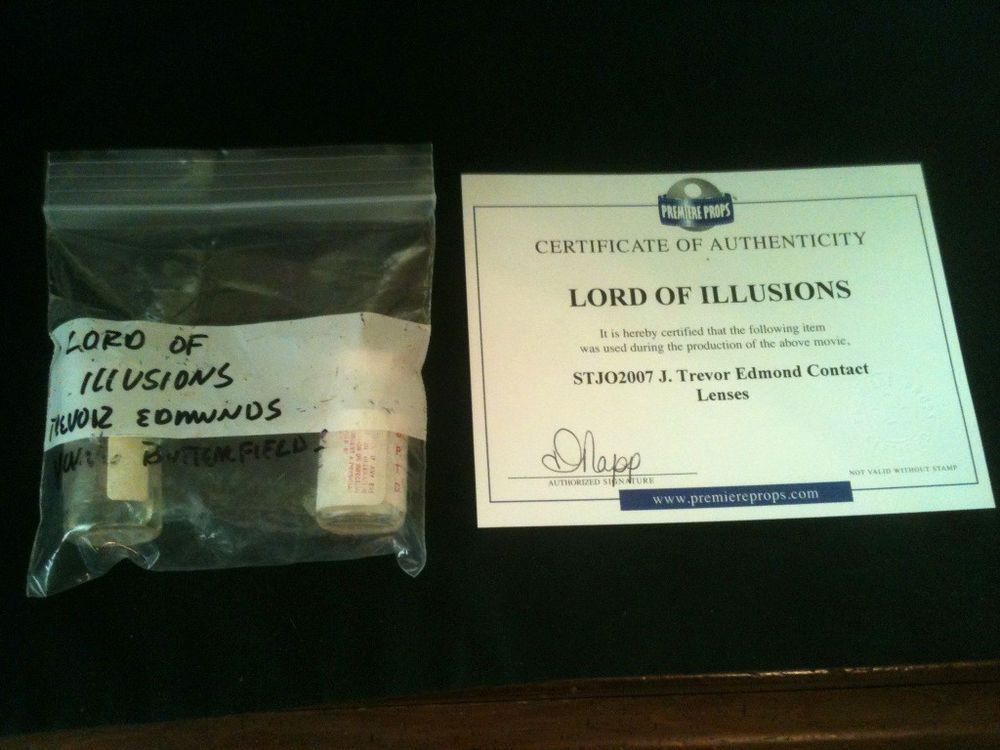 LORD OF
ILLUSIONS
TREVOR EDMUNDS
BUTTERFIELD
PREMIERE PROPS
CERTIFICATE OF AUTHENTICITY
LORD OF ILLUSIONS
It is hereby certified that the following item
was used during the production of the above movie.
STJO2007 J. Trevor Edmond Contact
Lenses
DNapp
AUTHORIZED SIGNATURE
NOT VALID WITHOUT STAMP
www.premiereprops.com